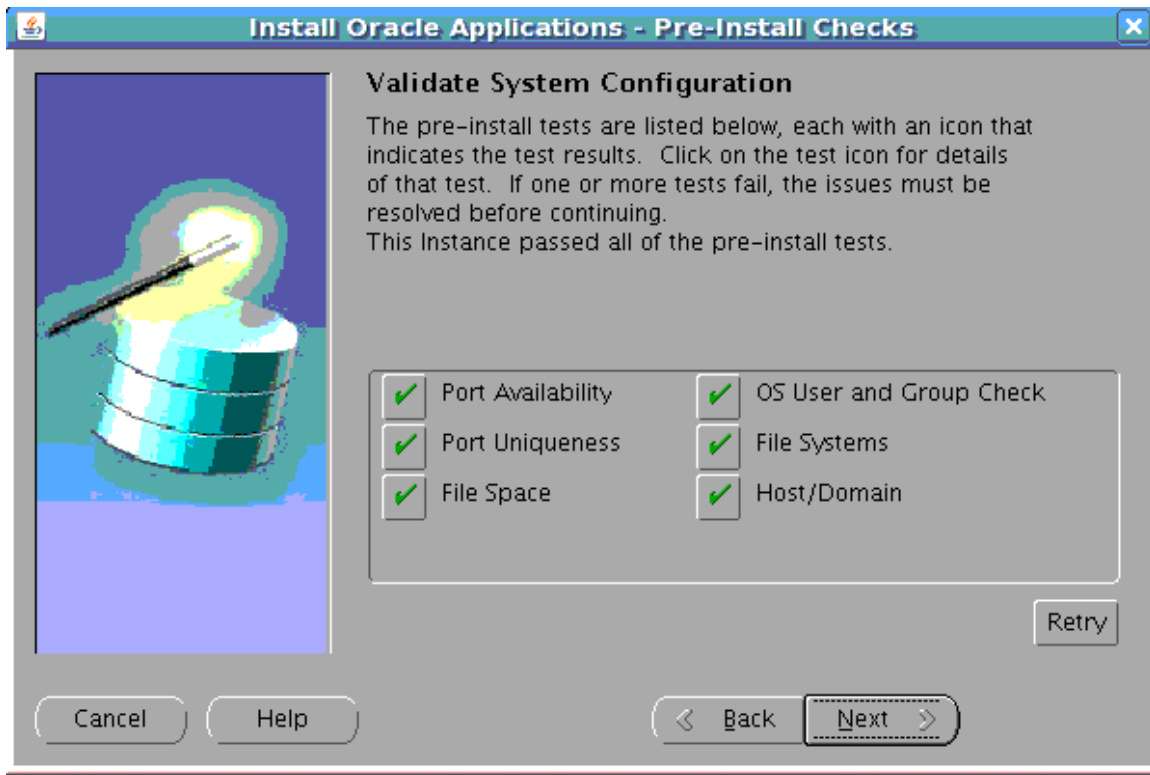 Install Oracle Applications - Pre-Install Checks
Validate System Configuration
The pre-install tests are listed below, each with an icon that
indicates the test results.  Click on the test icon for details
of that test.  If one or more tests fail, the issues must be
resolved before continuing.
This Instance passed all of the pre-install tests.
Port Availability
OS User and Group Check
Port Uniqueness
File Systems
File Space
Host/Domain
Retry
Cancel
Help
Back
Next